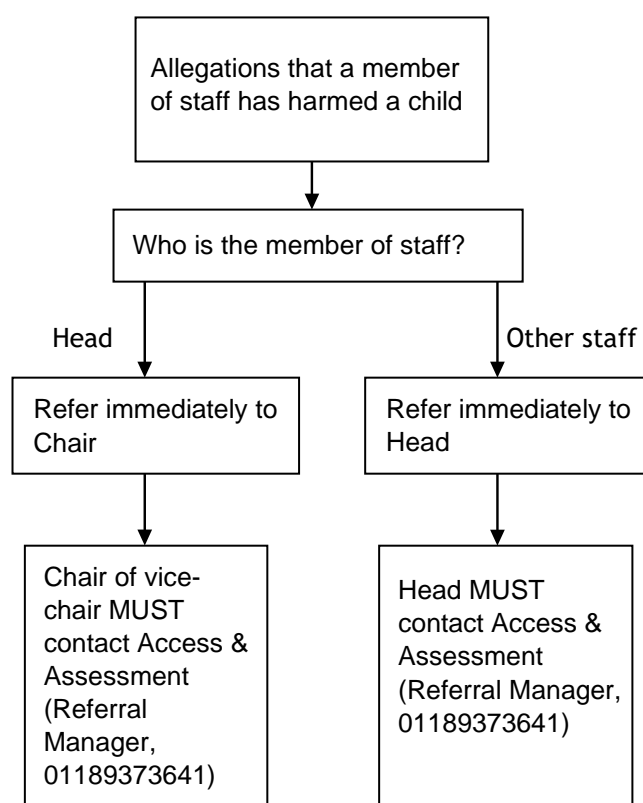 Allegations that a member
of staff has harmed a child
Who is the member of staff?
Head
Other staff
Refer immediately to
Chair
Refer immediately to
Head
Chair of vice-
chair MUST
contact Access &
Assessment
(Referral
Manager,
01189373641)
Head MUST
contact Access &
Assessment
(Referral Manager,
01189373641)